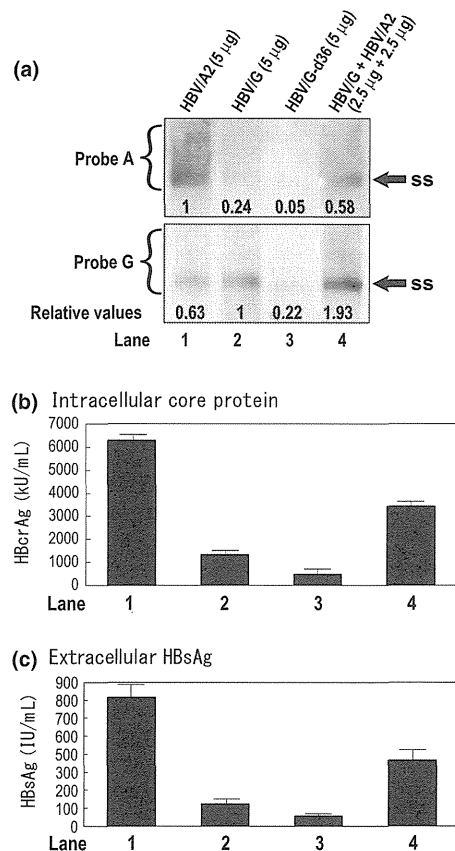 (a)
HBV/A2 (5 μg)
HBV/G (5 μg)
HBV/G-d36 (5 μg)
HBV/G + HBV/A2
(2.5 μg + 2.5 μg)
Probe A
ss
1 0.24 0.05 0.58
Probe G
ss
Relative values 0.63 1 0.22 1.93
Lane 1 2 3 4
(b) Intracellular core protein
HBcrAg (kU/mL)
7000
6000
5000
4000
3000
2000
1000
0
Lane 1 2 3 4
(c) Extracellular HBsAg
HBsAg (IU/mL)
900
800
700
600
500
400
300
200
100
0
Lane 1 2 3 4